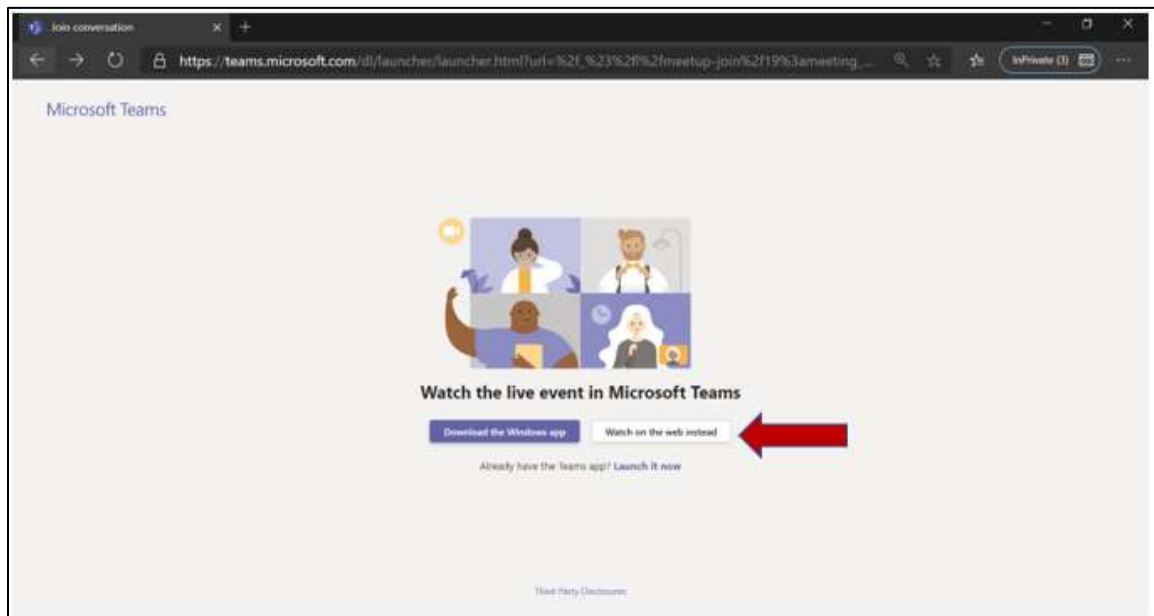 Join conversation
https://teams.microsoft.com/dl/launcher/launcher.html?url=%2f_%23%2fl%2fmeetup-join%2f19%3ameeting_...
InPrivate (3)
Microsoft Teams
Watch the live event in Microsoft Teams
Download the Windows app Watch on the web instead
Already have the Teams app? Launch it now
Third Party Disclosures